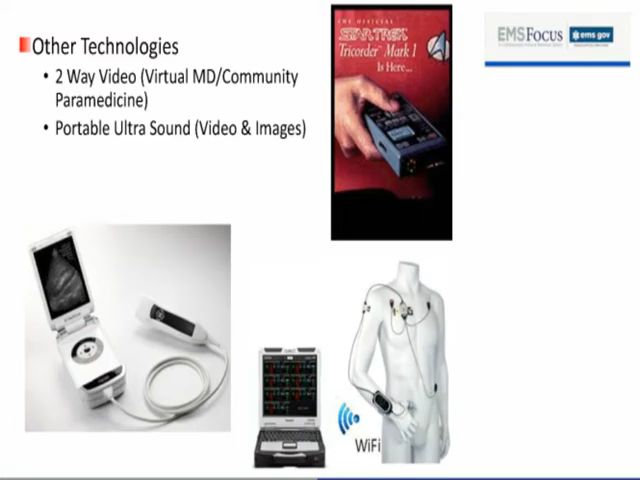 Other Technologies
• 2 Way Video (Virtual MD/Community
Paramedicine)
• Portable Ultra Sound (Video & Images)
THE OFFICIAL
STAR TREK
Tricorder™ Mark 1
Is Here...
EMSFocus
ems.gov
WiFi